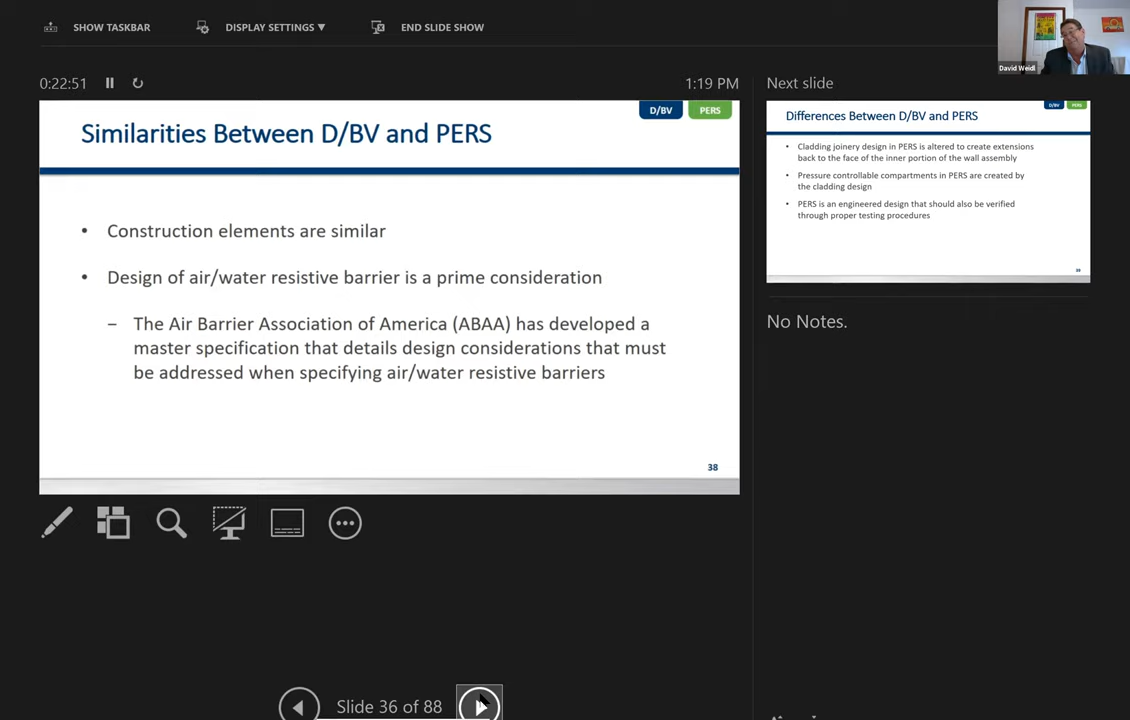 SHOW TASKBAR
DISPLAY SETTINGS ▼
END SLIDE SHOW
David Weidl
0:22:51
1:19 PM
D/BV
PERS
Similarities Between D/BV and PERS
• Construction elements are similar
• Design of air/water resistive barrier is a prime consideration
– The Air Barrier Association of America (ABAA) has developed a
master specification that details design considerations that must
be addressed when specifying air/water resistive barriers
38
Next slide
D/BV
PERS
Differences Between D/BV and PERS
• Cladding joinery design in PERS is altered to create extensions
back to the face of the inner portion of the wall assembly
• Pressure controllable compartments in PERS are created by
the cladding design
• PERS is an engineered design that should also be verified
through proper testing procedures
39
No Notes.
Slide 36 of 88